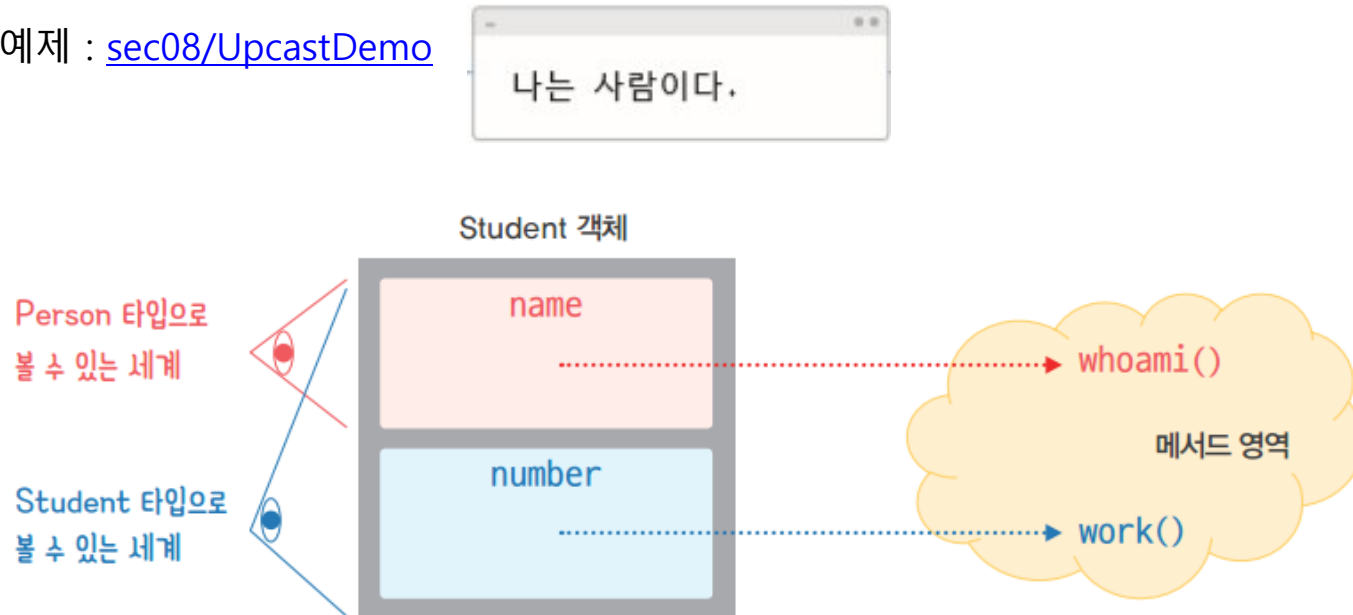 예제 : sec08/UpcastDemo
나는 사람이다.
Student 객체
Person 타입으로
볼 수 있는 세계
name
whoami()
메서드 영역
Student 타입으로
볼 수 있는 세계
number
work()